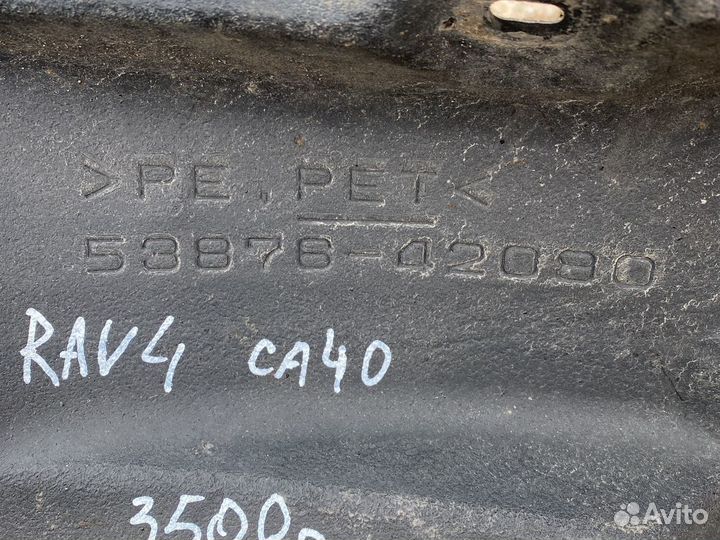 >PE,PET<
53876-42090
RAV4 CA40
3500р
Avito